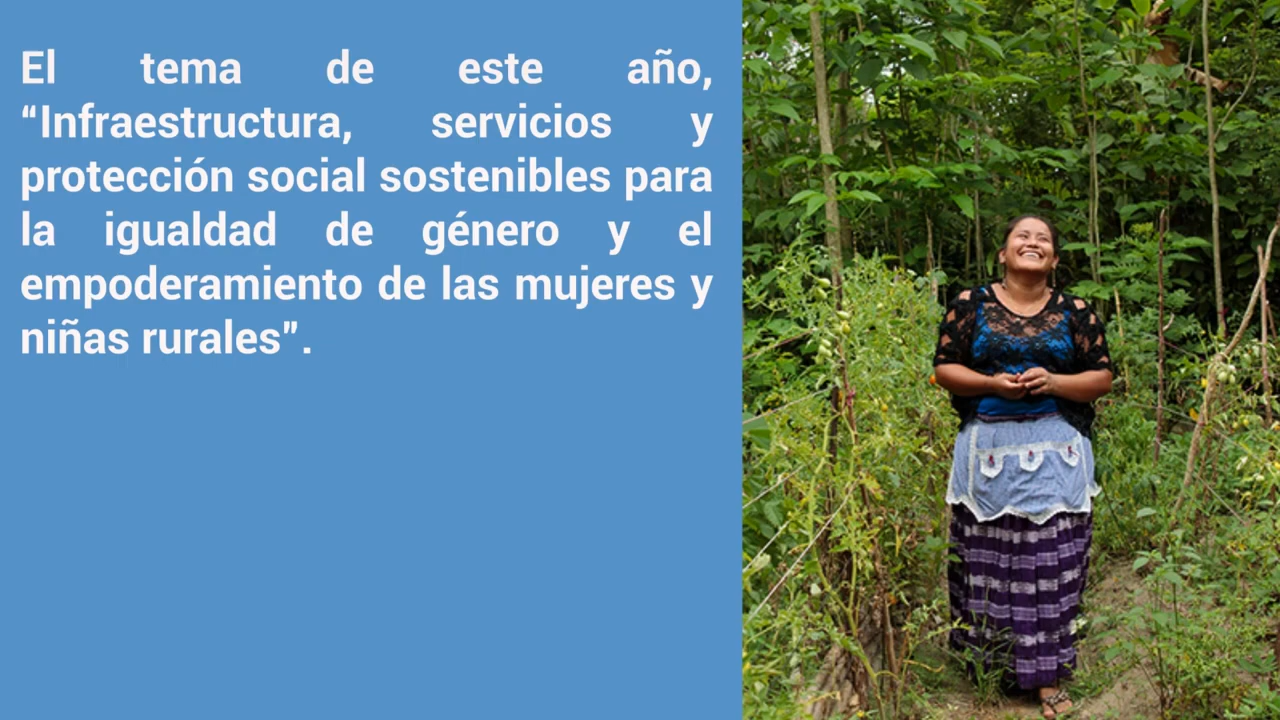 El tema de este año,
“Infraestructura, servicios y
protección social sostenibles para
la igualdad de género y el
empoderamiento de las mujeres y
niñas rurales”.